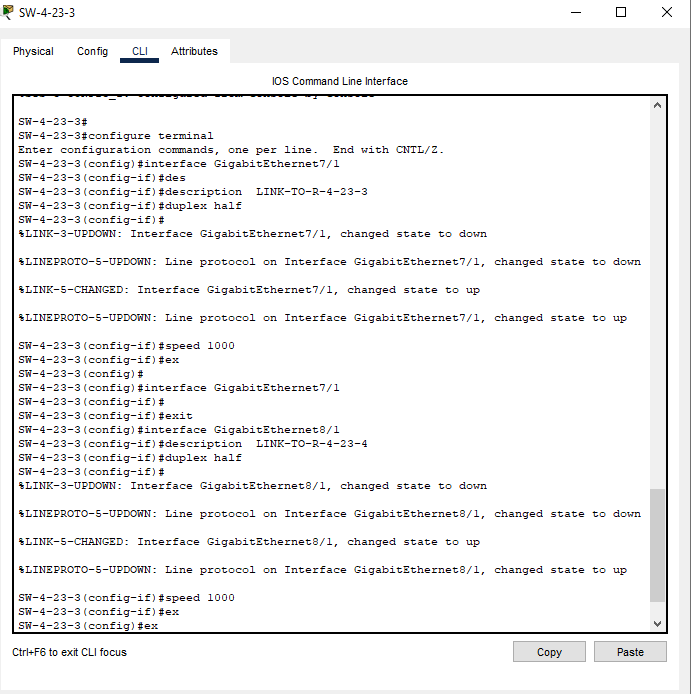 SW-4-23-3
Physical Config CLI Attributes
IOS Command Line Interface
SW-4-23-3#
SW-4-23-3#configure terminal
Enter configuration commands, one per line.  End with CNTL/Z.
SW-4-23-3(config)#interface GigabitEthernet7/1
SW-4-23-3(config-if)#des
SW-4-23-3(config-if)#description  LINK-TO-R-4-23-3
SW-4-23-3(config-if)#duplex half
SW-4-23-3(config-if)#
%LINK-3-UPDOWN: Interface GigabitEthernet7/1, changed state to down
%LINEPROTO-5-UPDOWN: Line protocol on Interface GigabitEthernet7/1, changed state to down
%LINK-5-CHANGED: Interface GigabitEthernet7/1, changed state to up
%LINEPROTO-5-UPDOWN: Line protocol on Interface GigabitEthernet7/1, changed state to up
SW-4-23-3(config-if)#speed 1000
SW-4-23-3(config-if)#ex
SW-4-23-3(config)#
SW-4-23-3(config)#interface GigabitEthernet7/1
SW-4-23-3(config-if)#
SW-4-23-3(config-if)#exit
SW-4-23-3(config)#interface GigabitEthernet8/1
SW-4-23-3(config-if)#description  LINK-TO-R-4-23-4
SW-4-23-3(config-if)#duplex half
SW-4-23-3(config-if)#
%LINK-3-UPDOWN: Interface GigabitEthernet8/1, changed state to down
%LINEPROTO-5-UPDOWN: Line protocol on Interface GigabitEthernet8/1, changed state to down
%LINK-5-CHANGED: Interface GigabitEthernet8/1, changed state to up
%LINEPROTO-5-UPDOWN: Line protocol on Interface GigabitEthernet8/1, changed state to up
SW-4-23-3(config-if)#speed 1000
SW-4-23-3(config-if)#ex
SW-4-23-3(config)#ex
Ctrl+F6 to exit CLI focus Copy Paste